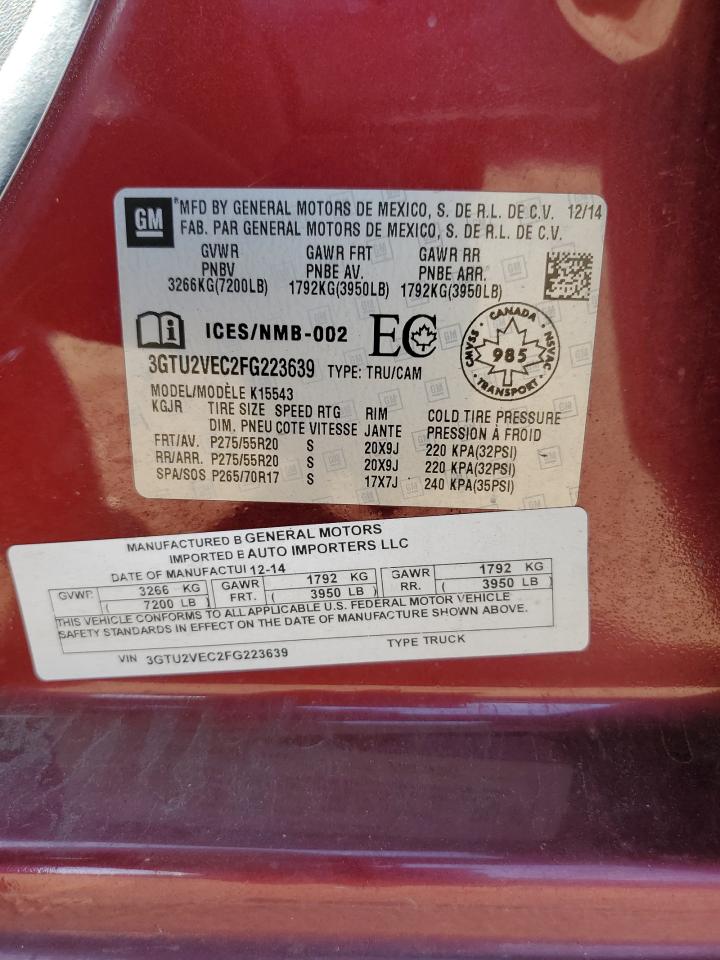 GM
MFD BY GENERAL MOTORS DE MEXICO, S. DE R.L. DE C.V. 12/14
FAB. PAR GENERAL MOTORS DE MEXICO, S. DE R.L. DE C.V.
GVWR GAWR FRT GAWR RR
PNBV PNBE AV. PNBE ARR.
3266KG(7200LB) 1792KG(3950LB) 1792KG(3950LB)
ICES/NMB-002 EC
CANADA CMVSS NSVAC 985 TRANSPORT
3GTU2VEC2FG223639 TYPE: TRU/CAM
MODEL/MODÈLE K15543
KGJR TIRE SIZE SPEED RTG RIM COLD TIRE PRESSURE
DIM. PNEU COTE VITESSE JANTE PRESSION À FROID
FRT/AV. P275/55R20 S 20X9J 220 KPA(32PSI)
RR/ARR. P275/55R20 S 20X9J 220 KPA(32PSI)
SPA/SOS P265/70R17 S 17X7J 240 KPA(35PSI)
MANUFACTURED B GENERAL MOTORS
IMPORTED B AUTO IMPORTERS LLC
DATE OF MANUFACTUI 12-14
GVWR 3266 KG GAWR 1792 KG GAWR 1792 KG
( 7200 LB ) FRT. ( 3950 LB ) RR. ( 3950 LB )
THIS VEHICLE CONFORMS TO ALL APPLICABLE U.S. FEDERAL MOTOR VEHICLE
SAFETY STANDARDS IN EFFECT ON THE DATE OF MANUFACTURE SHOWN ABOVE.
VIN 3GTU2VEC2FG223639 TYPE TRUCK